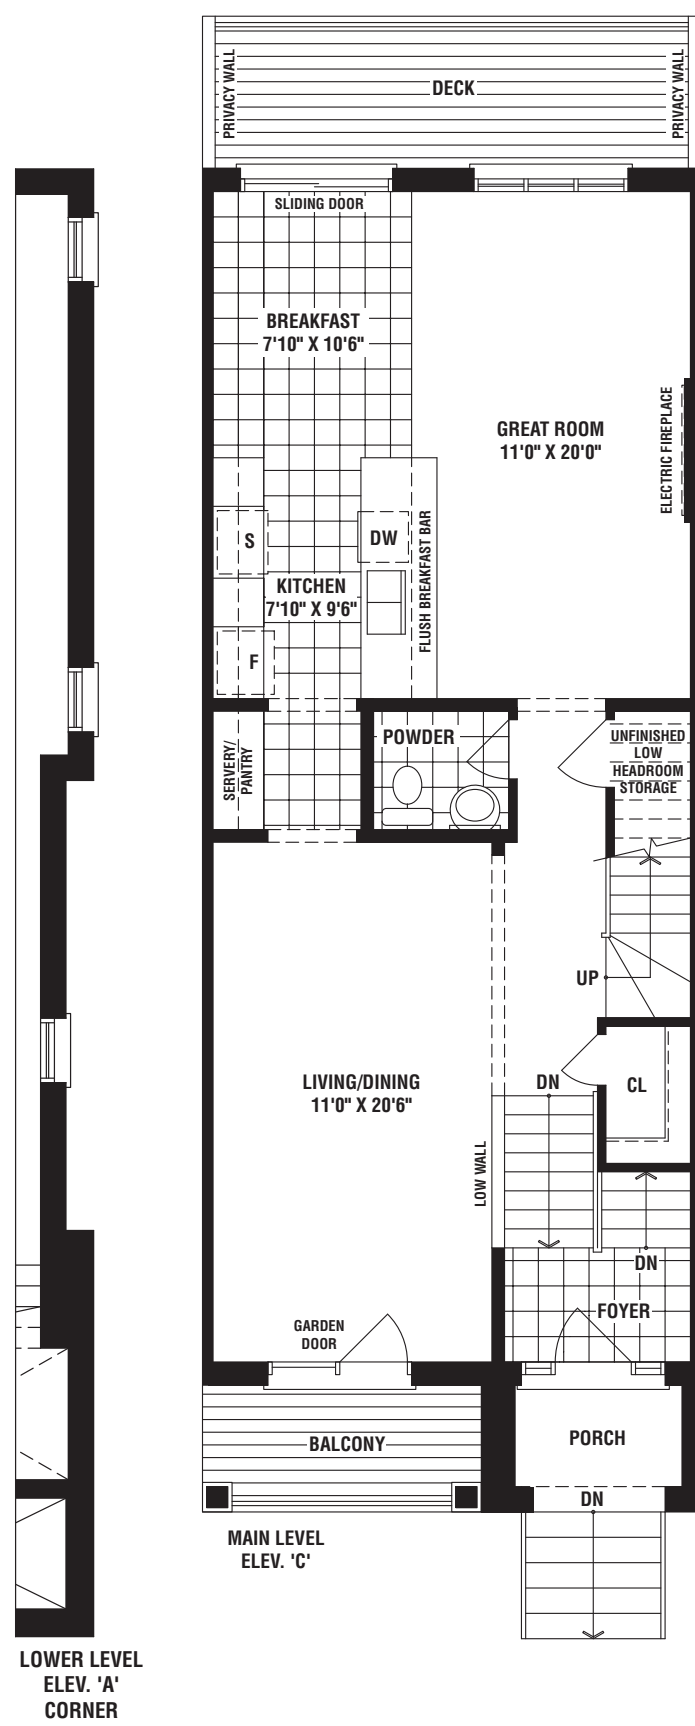 DECK
PRIVACY WALL
PRIVACY WALL
SLIDING DOOR
BREAKFAST
7'10" X 10'6"
GREAT ROOM
11'0" X 20'0"
ELECTRIC FIREPLACE
S
DW
FLUSH BREAKFAST BAR
KITCHEN
7'10" X 9'6"
F
SERVERY/
PANTRY
POWDER
UNFINISHED
LOW
HEADROOM
STORAGE
UP
LIVING/DINING
11'0" X 20'6"
DN
CL
LOW WALL
DN
FOYER
GARDEN
DOOR
BALCONY
PORCH
DN
MAIN LEVEL
ELEV. 'C'
LOWER LEVEL
ELEV. 'A'
CORNER